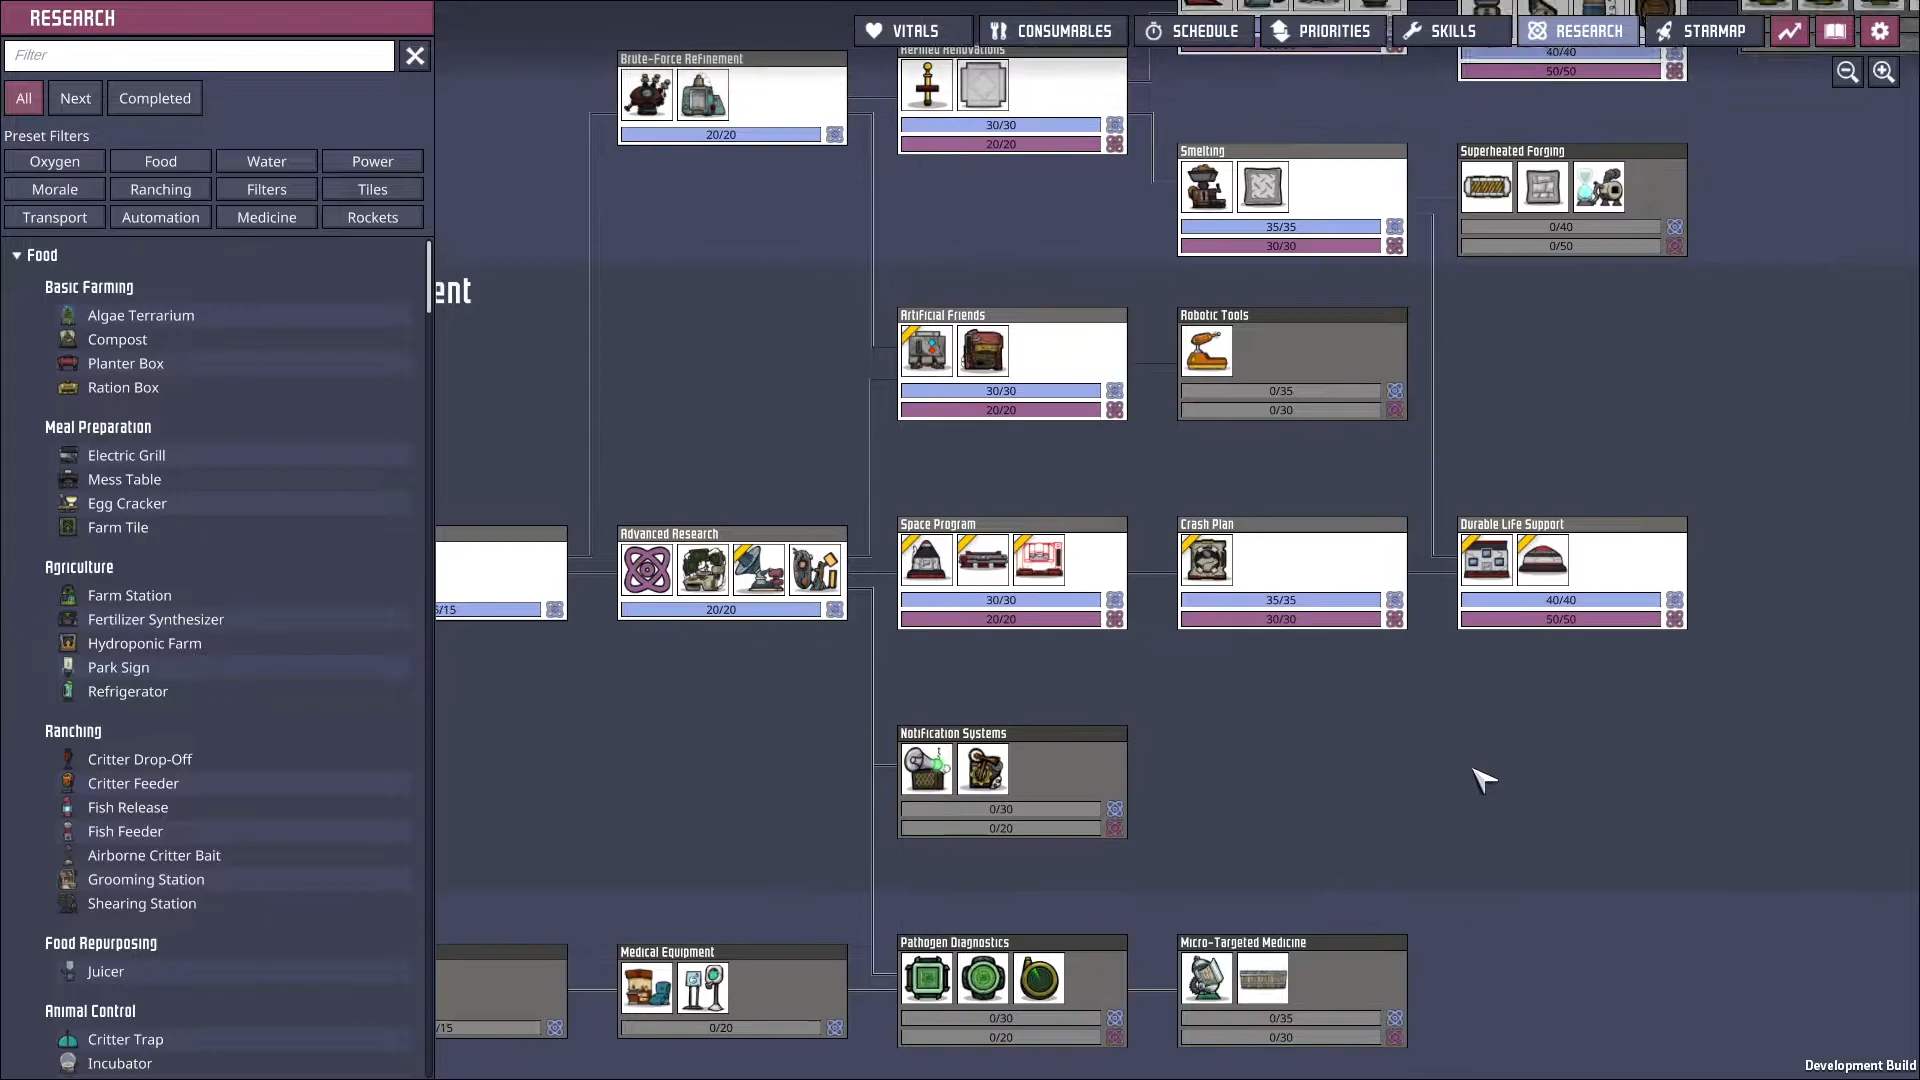 RESEARCH
VITALS
CONSUMABLES
SCHEDULE
PRIORITIES
SKILLS
RESEARCH
STARMAP
Filter
All
Next
Completed
Preset Filters
Oxygen
Food
Water
Power
Morale
Ranching
Filters
Tiles
Transport
Automation
Medicine
Rockets
Food
Basic Farming
Algae Terrarium
Compost
Planter Box
Ration Box
Meal Preparation
Electric Grill
Mess Table
Egg Cracker
Farm Tile
Agriculture
Farm Station
Fertilizer Synthesizer
Hydroponic Farm
Park Sign
Refrigerator
Ranching
Critter Drop-Off
Critter Feeder
Fish Release
Fish Feeder
Airborne Critter Bait
Grooming Station
Shearing Station
Food Repurposing
Juicer
Animal Control
Critter Trap
Incubator
ent
Brute-Force Refinement
20/20
Refined Renovations
30/30
20/20
40/40
50/50
Smelting
35/35
30/30
Superheated Forging
0/40
0/50
Artificial Friends
30/30
20/20
Robotic Tools
0/35
0/30
/15
Advanced Research
20/20
Space Program
30/30
20/20
Crash Plan
35/35
30/30
Durable Life Support
40/40
50/50
Notification Systems
0/30
0/20
/15
Medical Equipment
0/20
Pathogen Diagnostics
0/30
0/20
Micro-Targeted Medicine
0/35
0/30
Development Build